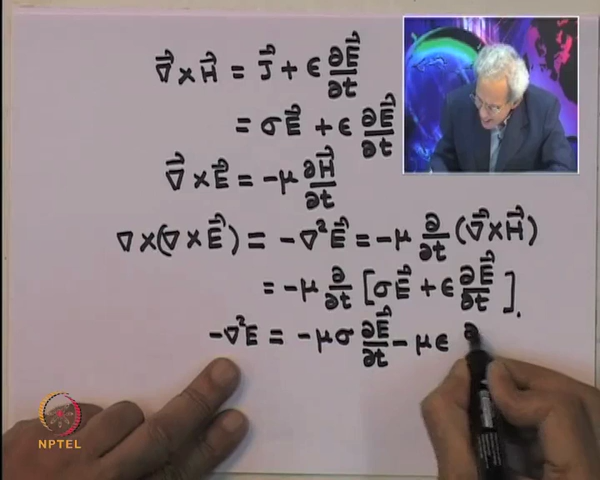 ∇⃗ × H⃗ = J⃗ + ϵ ∂E⃗/∂t
= σE⃗ + ϵ ∂E⃗/∂t
∇⃗ × E⃗ = -μ ∂H⃗/∂t
∇ × (∇ × E⃗) = -∇²E⃗ = -μ ∂/∂t (∇⃗ × H⃗)
= -μ ∂/∂t [σE⃗ + ϵ ∂E⃗/∂t].
-∇²E = -μσ ∂E⃗/∂t - μϵ ∂
NPTEL